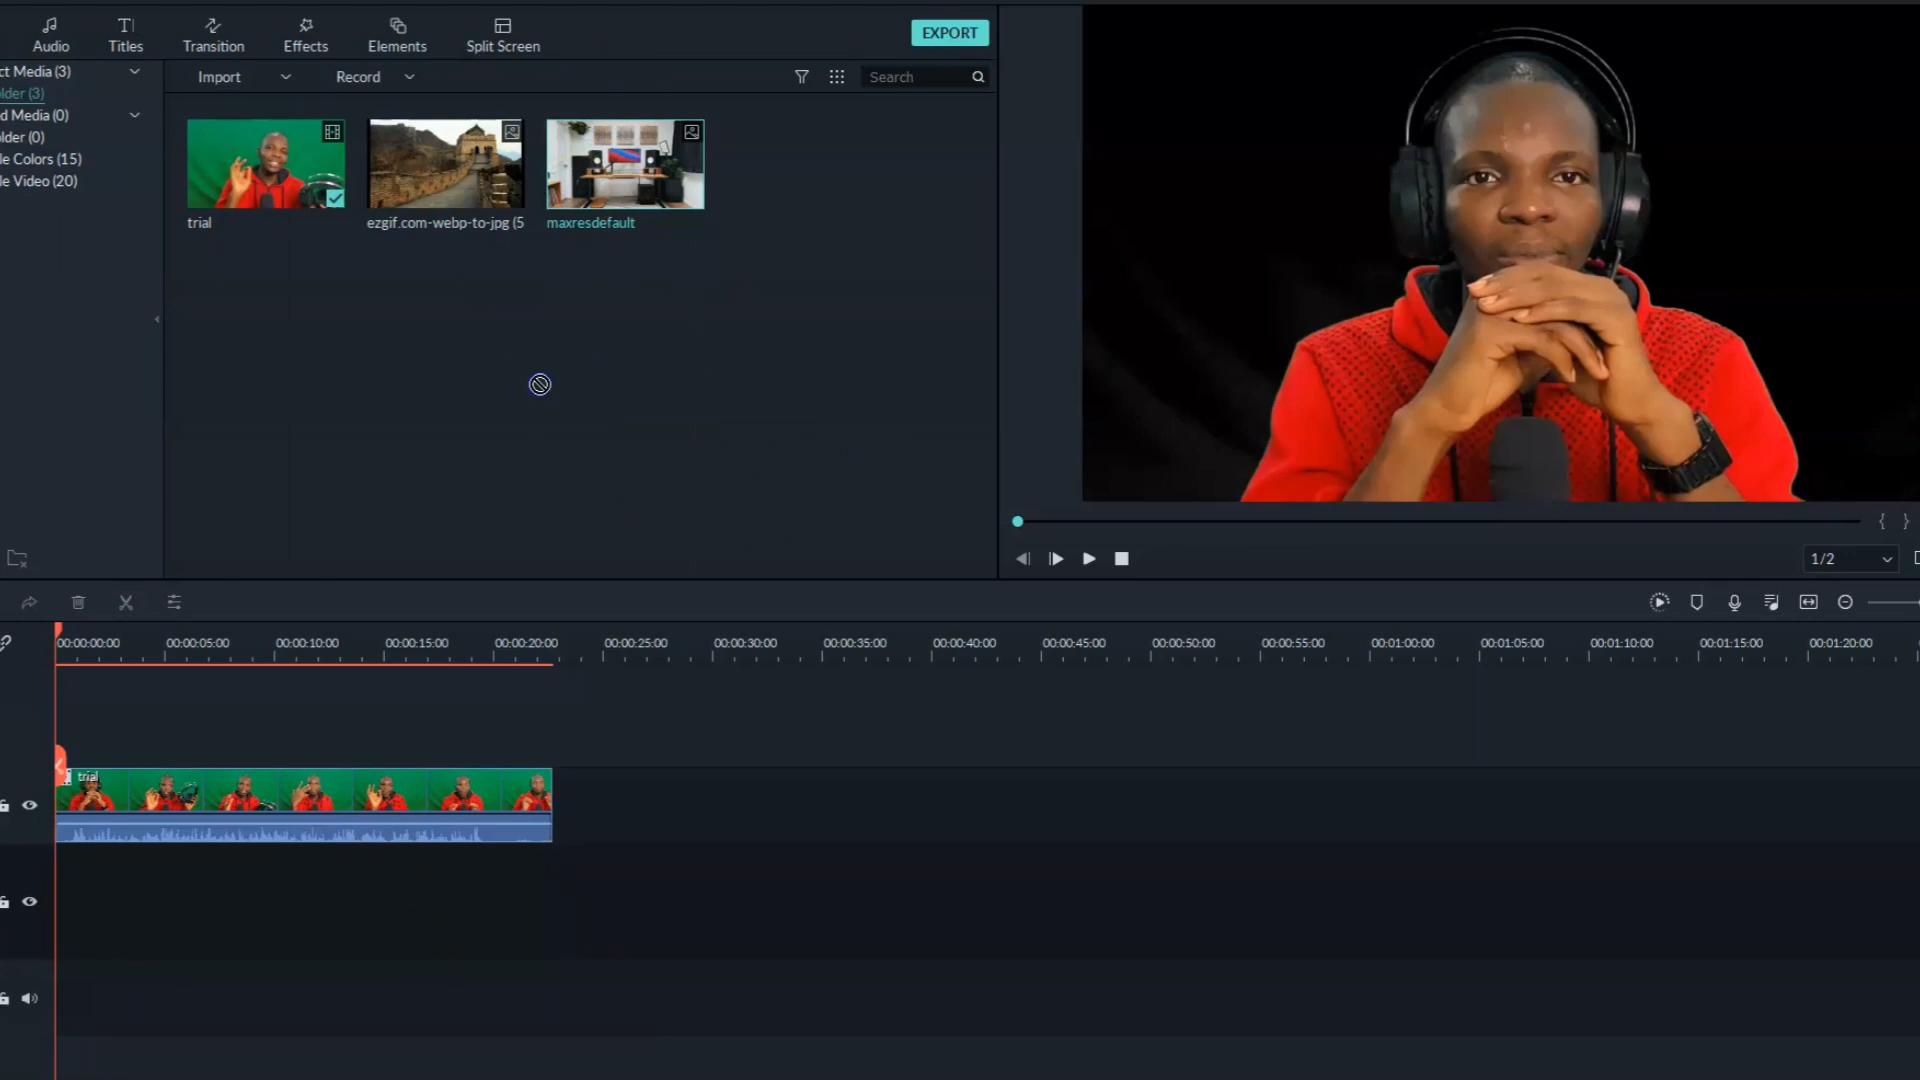 Audio
Titles
Transition
Effects
Elements
Split Screen
EXPORT
ct Media (3)
lder (3)
d Media (0)
lder (0)
le Colors (15)
le Video (20)
Import
Record
Search
trial
ezgif.com-webp-to-jpg (5
maxresdefault
1/2
00:00:00:00 00:00:05:00 00:00:10:00 00:00:15:00 00:00:20:00 00:00:25:00 00:00:30:00 00:00:35:00 00:00:40:00 00:00:45:00 00:00:50:00 00:00:55:00 00:01:00:00 00:01:05:00 00:01:10:00 00:01:15:00 00:01:20:00
trial